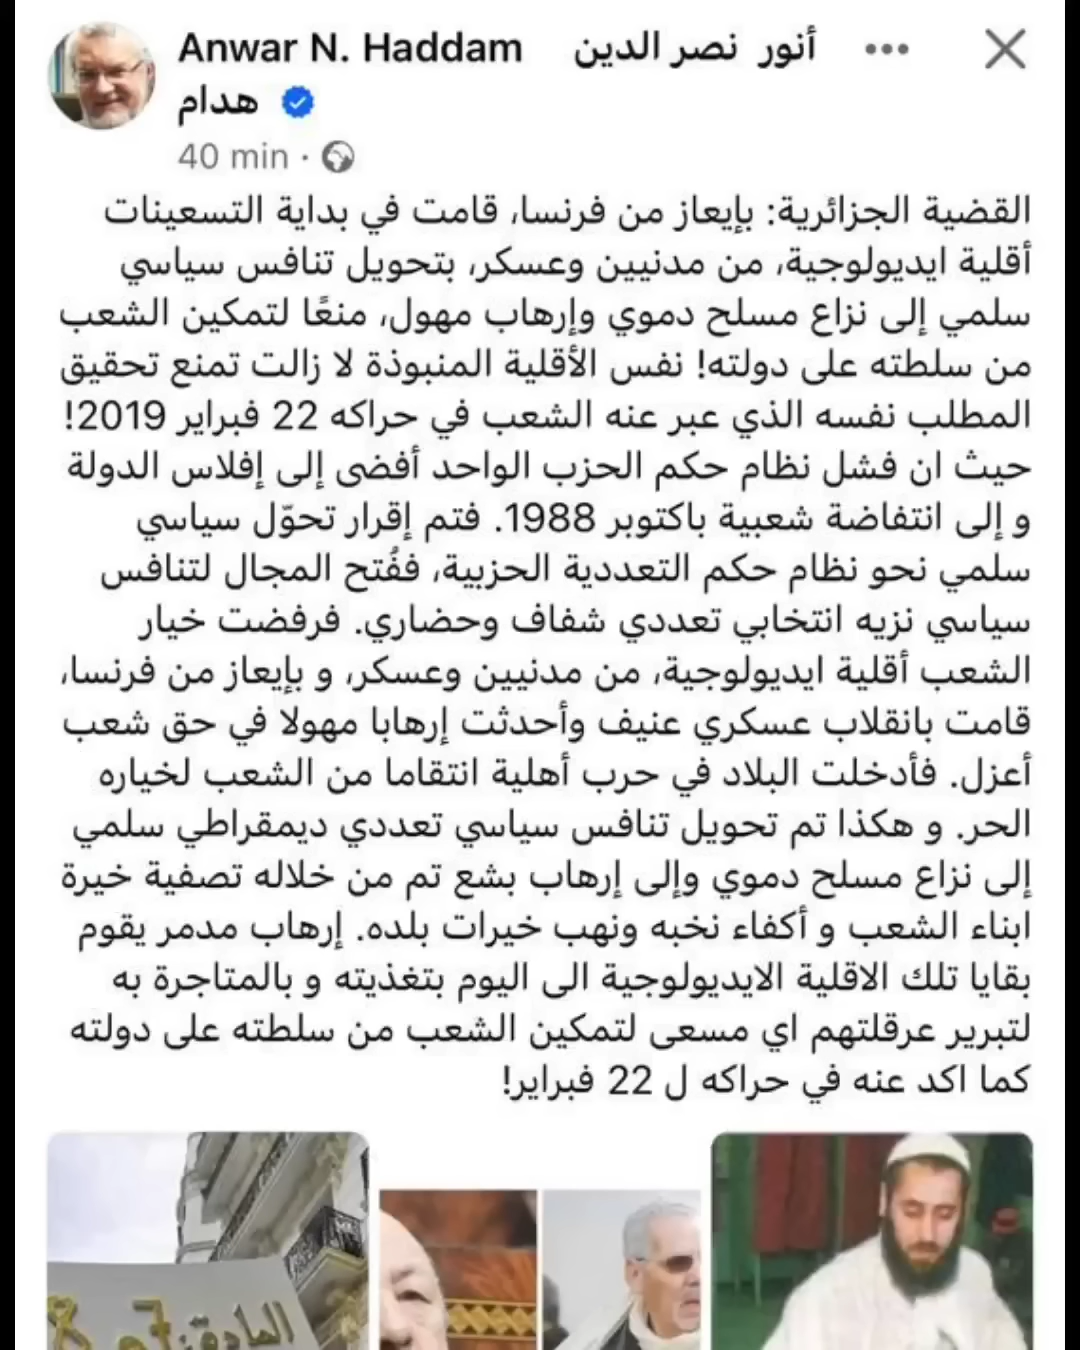 Anwar N. Haddam أنور نصر الدين
هدام
40 min ·
القضية الجزائرية: بإيعاز من فرنسا، قامت في بداية التسعينات
أقلية ايديولوجية، من مدنيين وعسكر، بتحويل تنافس سياسي
سلمي إلى نزاع مسلح دموي وإرهاب مهول، منعًا لتمكين الشعب
من سلطته على دولته! نفس الأقلية المنبوذة لا زالت تمنع تحقيق
المطلب نفسه الذي عبر عنه الشعب في حراكه 22 فبراير 2019!
حيث ان فشل نظام حكم الحزب الواحد أفضى إلى إفلاس الدولة
و إلى انتفاضة شعبية باكتوبر 1988. فتم إقرار تحوّل سياسي
سلمي نحو نظام حكم التعددية الحزبية، ففُتح المجال لتنافس
سياسي نزيه انتخابي تعددي شفاف وحضاري. فرفضت خيار
الشعب أقلية ايديولوجية، من مدنيين وعسكر، و بإيعاز من فرنسا،
قامت بانقلاب عسكري عنيف وأحدثت إرهابا مهولا في حق شعب
أعزل. فأدخلت البلاد في حرب أهلية انتقاما من الشعب لخياره
الحر. و هكذا تم تحويل تنافس سياسي تعددي ديمقراطي سلمي
إلى نزاع مسلح دموي وإلى إرهاب بشع تم من خلاله تصفية خيرة
ابناء الشعب و أكفاء نخبه ونهب خيرات بلده. إرهاب مدمر يقوم
بقايا تلك الاقلية الايديولوجية الى اليوم بتغذيته و بالمتاجرة به
لتبرير عرقلتهم اي مسعى لتمكين الشعب من سلطته على دولته
كما اكد عنه في حراكه ل 22 فبراير!
المادة: 7 و 8